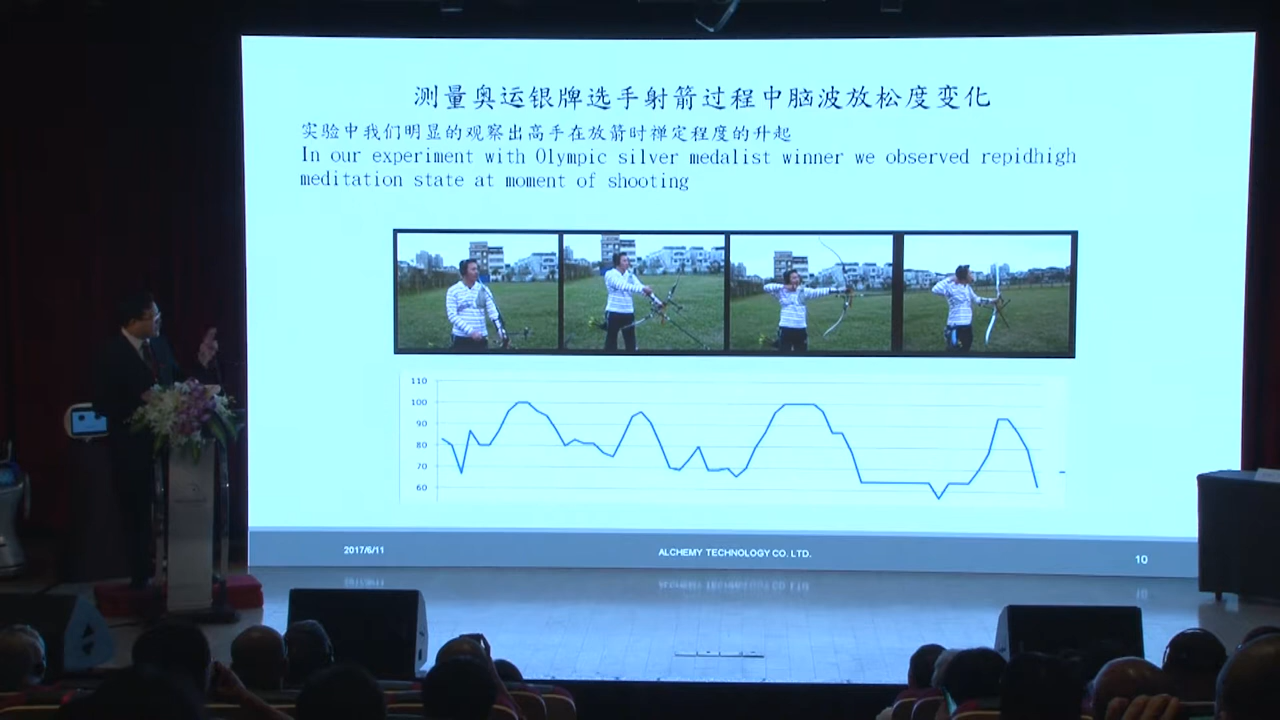 测量奥运银牌选手射箭过程中脑波放松度变化
实验中我们明显的观察出高手在放箭时禅定程度的升起
In our experiment with Olympic silver medalist winner we observed repidhigh
meditation state at moment of shooting
110
100
90
80
70
60
2017/6/11
ALCHEMY TECHNOLOGY CO. LTD.
10